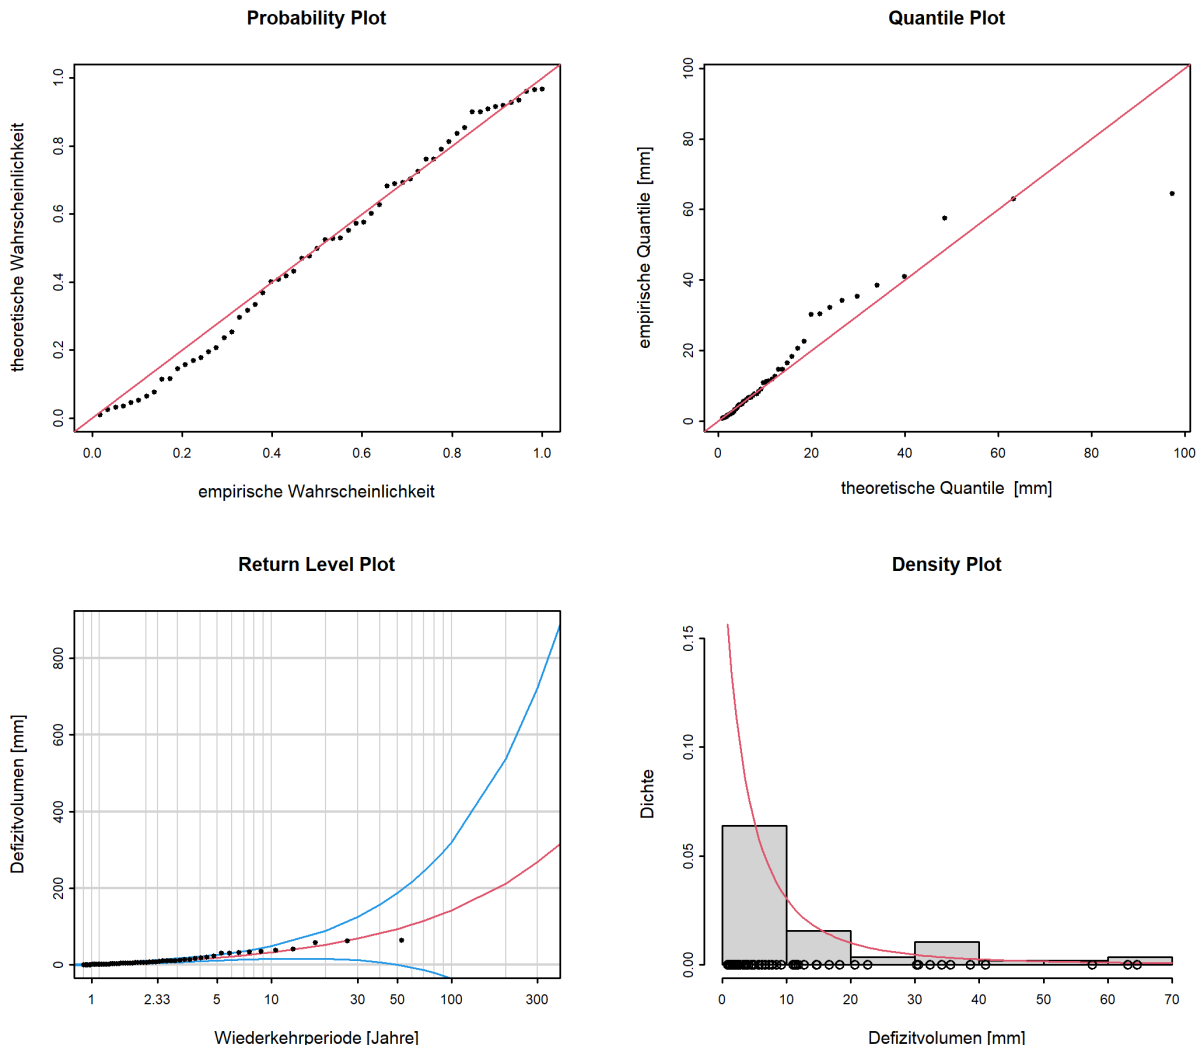 Probability Plot
theoretische Wahrscheinlichkeit
1.0
0.8
0.6
0.4
0.2
0.0
0.0 0.2 0.4 0.6 0.8 1.0
empirische Wahrscheinlichkeit
Quantile Plot
empirische Quantile [mm]
100
80
60
40
20
0
0 20 40 60 80 100
theoretische Quantile [mm]
Return Level Plot
Defizitvolumen [mm]
800
600
400
200
0
1 2.33 5 10 30 50 100 300
Wiederkehrperiode [Jahre]
Density Plot
Dichte
0.15
0.10
0.05
0.00
0 10 20 30 40 50 60 70
Defizitvolumen [mm]